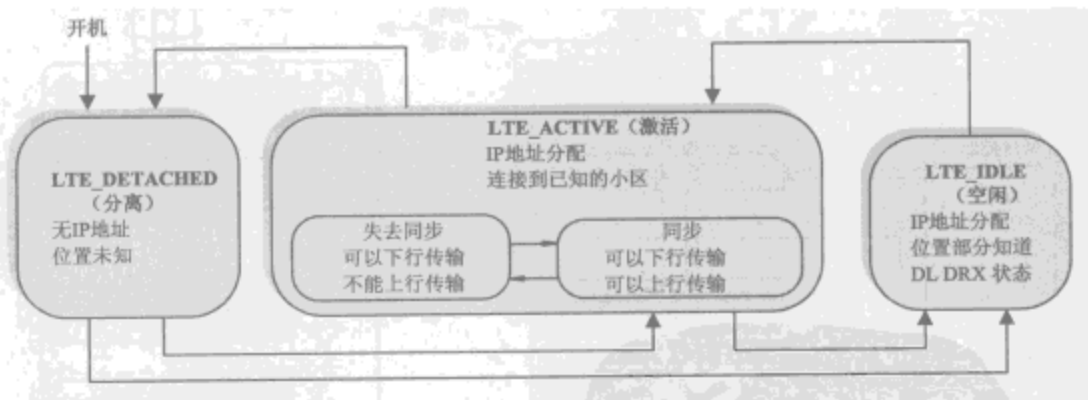 开机
LTE_DETACHED
（分离）
无IP地址
位置未知
LTE_ACTIVE（激活）
IP地址分配
连接到已知的小区
失去同步
可以下行传输
不能上行传输
同步
可以下行传输
可以上行传输
LTE_IDLE
（空闲）
IP地址分配
位置部分知道
DL DRX 状态